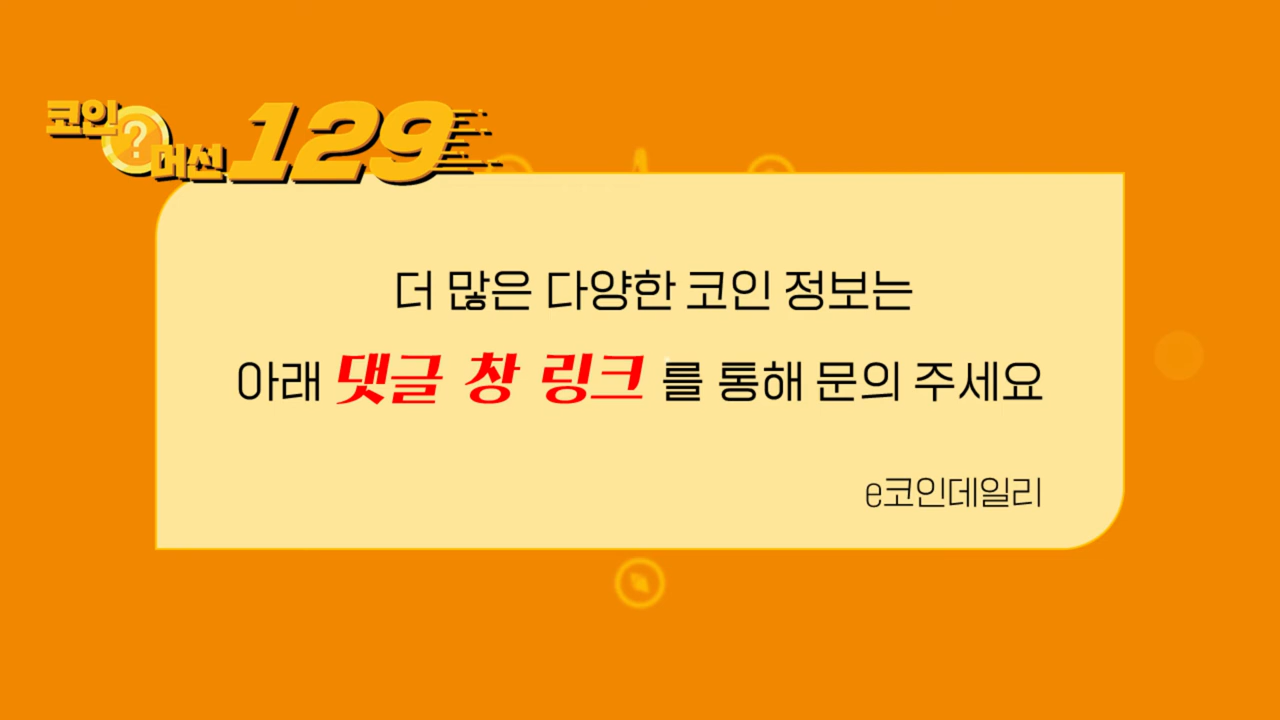 코인
?
머선
129
더 많은 다양한 코인 정보는
아래 댓글 창 링크 를 통해 문의 주세요
e코인데일리